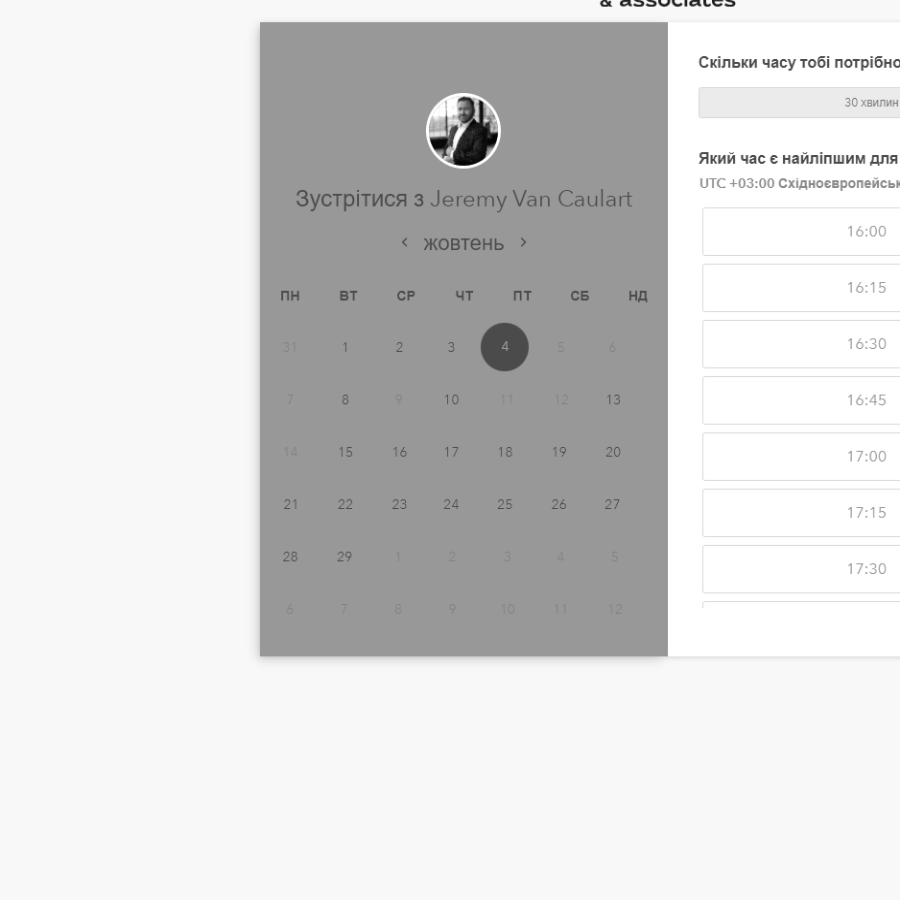 & associates
Зустрітися з Jeremy Van Caulart
жовтень
ПН ВТ СР ЧТ ПТ СБ НД
31 1 2 3 4 5 6
7 8 9 10 11 12 13
14 15 16 17 18 19 20
21 22 23 24 25 26 27
28 29 1 2 3 4 5
6 7 8 9 10 11 12
Скільки часу тобі потрібно
30 хвилин
Який час є найліпшим для
UTC +03:00 Східноєвропейськ
16:00
16:15
16:30
16:45
17:00
17:15
17:30